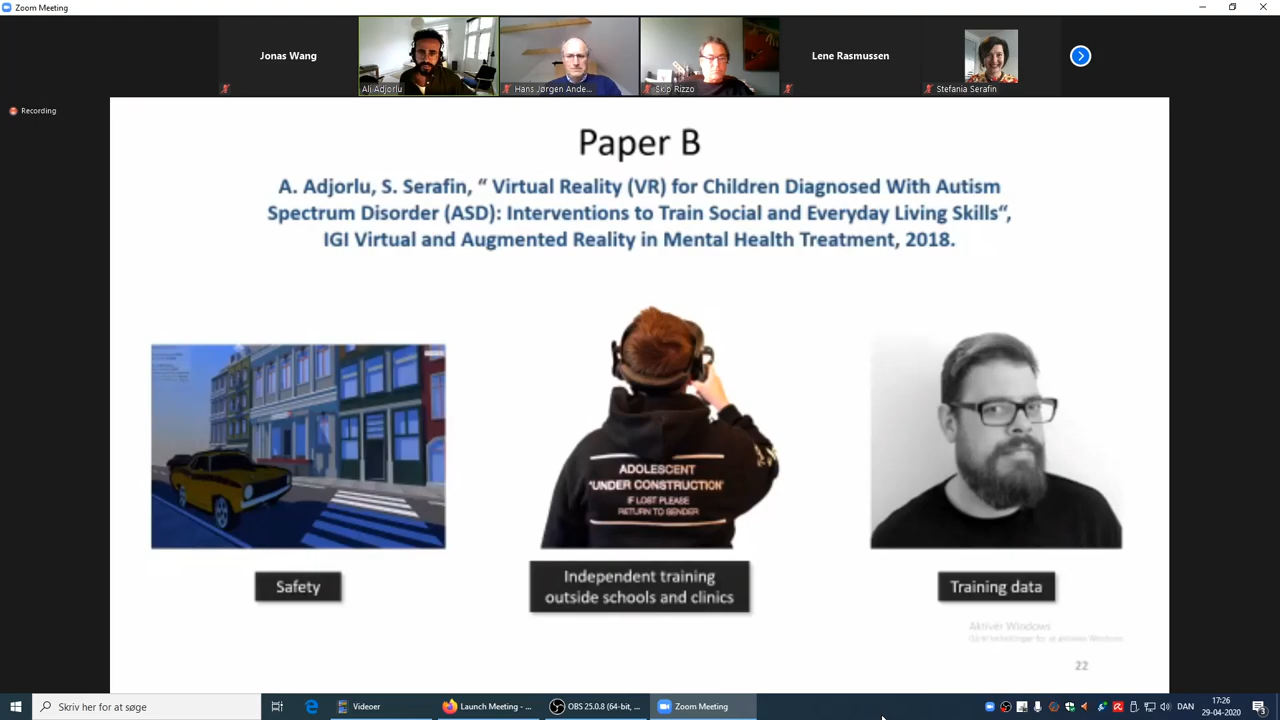 Zoom Meeting
Jonas Wang
Ali Adjorlu
Hans Jørgen Ande...
Skip Rizzo
Lene Rasmussen
Stefania Serafin
Recording
Paper B
A. Adjorlu, S. Serafin, “ Virtual Reality (VR) for Children Diagnosed With Autism
Spectrum Disorder (ASD): Interventions to Train Social and Everyday Living Skills“,
IGI Virtual and Augmented Reality in Mental Health Treatment, 2018.
ADOLESCENT
'UNDER CONSTRUCTION'
IF LOST PLEASE
RETURN TO SENDER
Safety
Independent training
outside schools and clinics
Training data
Aktivér Windows
22
Skriv her for at søge
Videoer
Launch Meeting - ...
OBS 25.0.8 (64-bit, ...
Zoom Meeting
DAN
17:26
29-04-2020